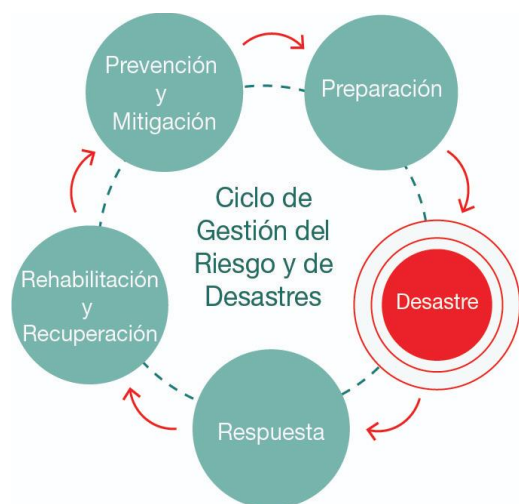 Prevención
y
Mitigación
Preparación
Ciclo de
Gestión del
Riesgo y de
Desastres
Desastre
Respuesta
Rehabilitación
y
Recuperación